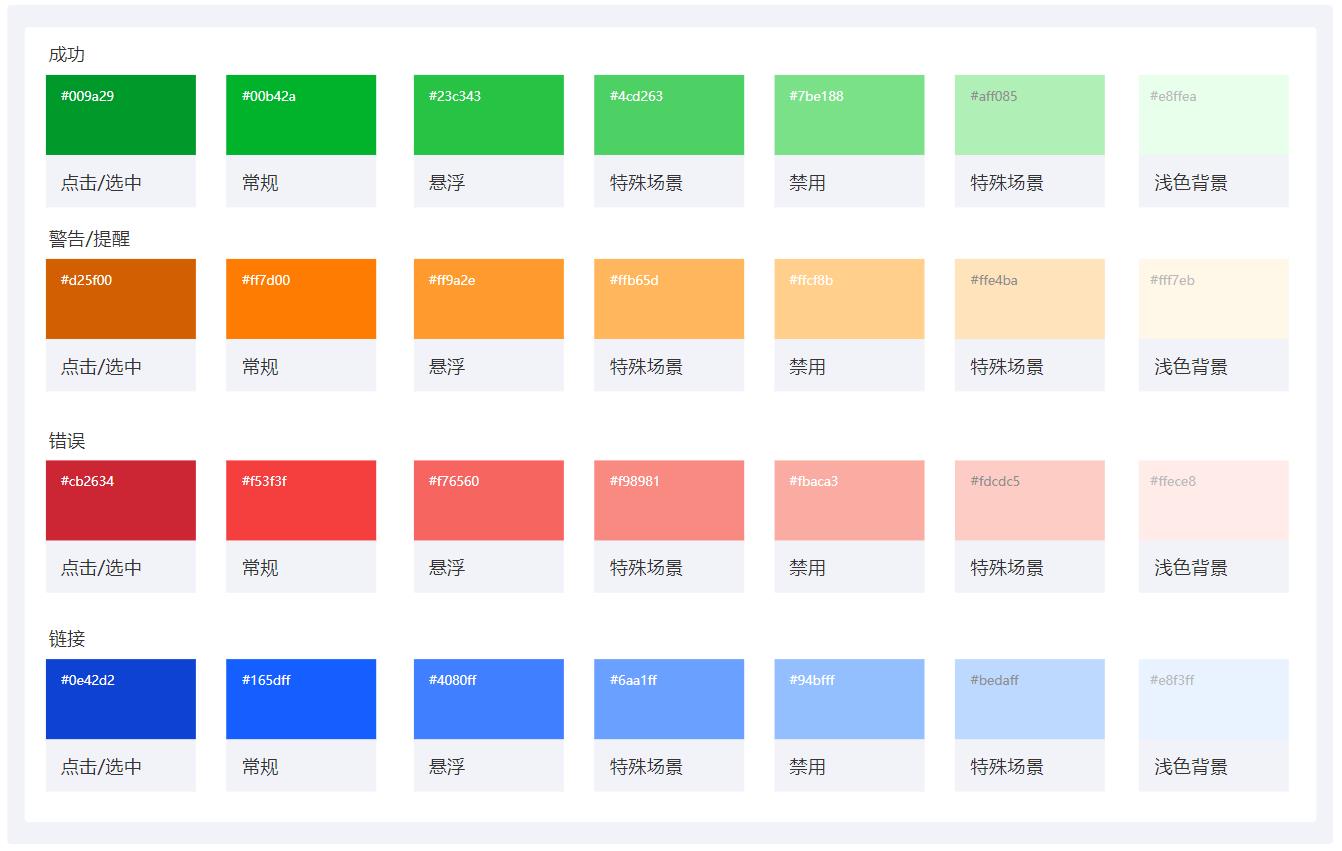 成功
#009a29 #00b42a #23c343 #4cd263 #7be188 #aff085 #e8ffea
点击/选中 常规 悬浮 特殊场景 禁用 特殊场景 浅色背景
警告/提醒
#d25f00 #ff7d00 #ff9a2e #ffb65d #ffcf8b #ffe4ba #fff7eb
点击/选中 常规 悬浮 特殊场景 禁用 特殊场景 浅色背景
错误
#cb2634 #f53f3f #f76560 #f98981 #fbaca3 #fdcdc5 #ffece8
点击/选中 常规 悬浮 特殊场景 禁用 特殊场景 浅色背景
链接
#0e42d2 #165dff #4080ff #6aa1ff #94bfff #bedaff #e8f3ff
点击/选中 常规 悬浮 特殊场景 禁用 特殊场景 浅色背景